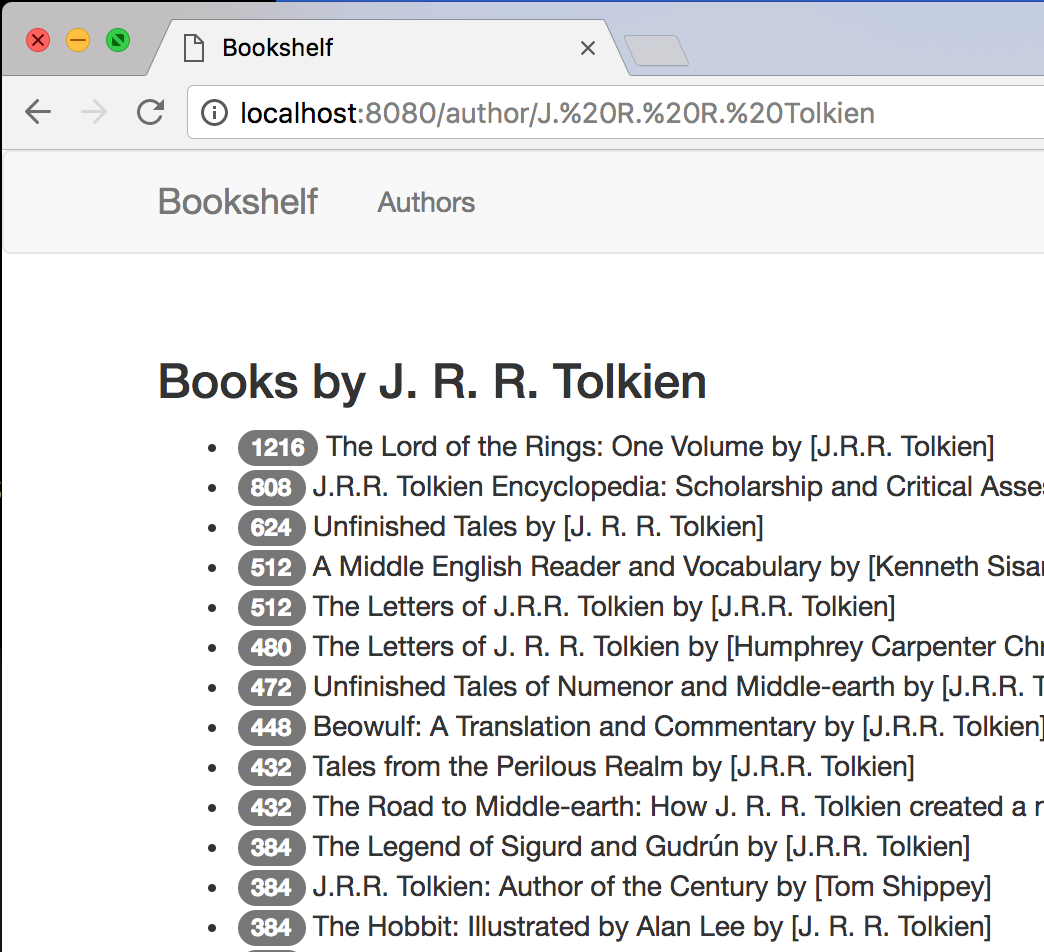 Bookshelf
localhost:8080/author/J.%20R.%20R.%20Tolkien
Bookshelf Authors
Books by J. R. R. Tolkien
1216 The Lord of the Rings: One Volume by [J.R.R. Tolkien]
808 J.R.R. Tolkien Encyclopedia: Scholarship and Critical Asse
624 Unfinished Tales by [J. R. R. Tolkien]
512 A Middle English Reader and Vocabulary by [Kenneth Sisa
512 The Letters of J.R.R. Tolkien by [J.R.R. Tolkien]
480 The Letters of J. R. R. Tolkien by [Humphrey Carpenter Chr
472 Unfinished Tales of Numenor and Middle-earth by [J.R.R. T
448 Beowulf: A Translation and Commentary by [J.R.R. Tolkien]
432 Tales from the Perilous Realm by [J.R.R. Tolkien]
432 The Road to Middle-earth: How J. R. R. Tolkien created a
384 The Legend of Sigurd and Gudrún by [J.R.R. Tolkien]
384 J.R.R. Tolkien: Author of the Century by [Tom Shippey]
384 The Hobbit: Illustrated by Alan Lee by [J. R. R. Tolkien]